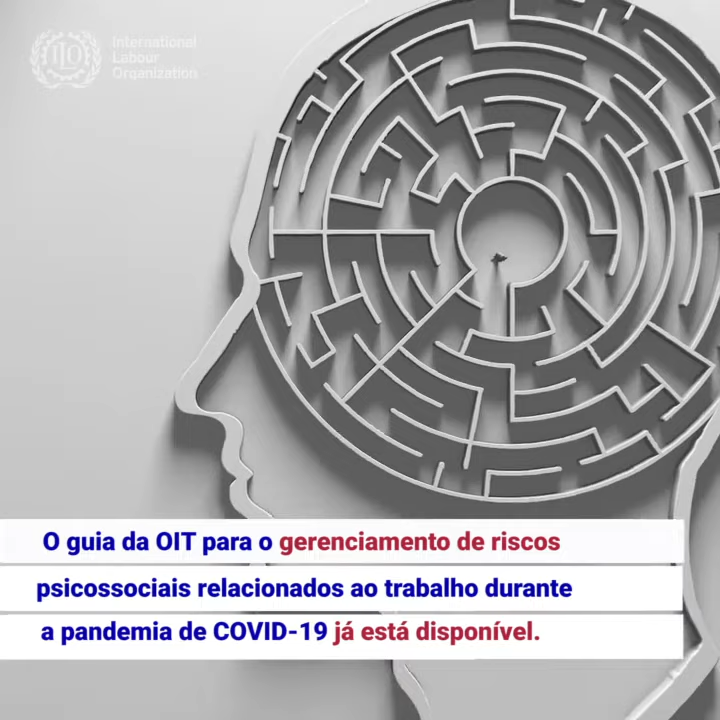 ILO
International
Labour
Organization
O guia da OIT para o gerenciamento de riscos
psicossociais relacionados ao trabalho durante
a pandemia de COVID-19 já está disponível.